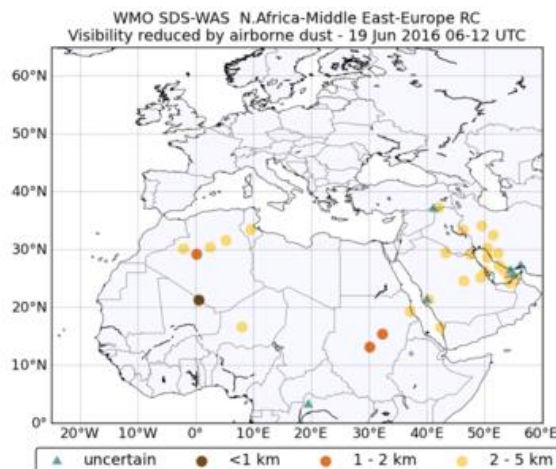 WMO SDS-WAS N.Africa-Middle East-Europe RC
Visibility reduced by airborne dust - 19 Jun 2016 06-12 UTC
60°N
50°N
40°N
30°N
20°N
10°N
0°
20°W 10°W 0° 10°E 20°E 30°E 40°E 50°E 60°E
uncertain <1 km 1 - 2 km 2 - 5 km